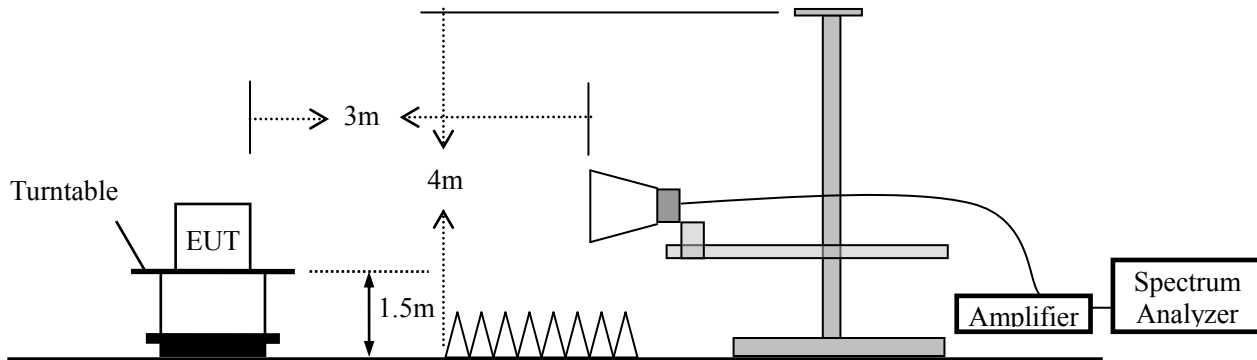 3m
4m
Turntable
EUT
1.5m
Amplifier
Spectrum
Analyzer